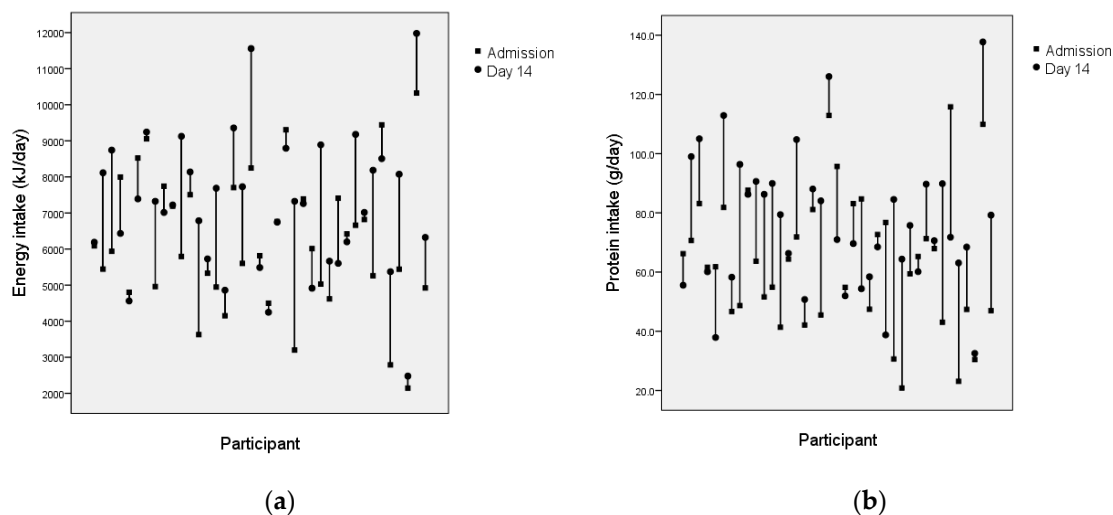 12000
11000
10000
9000
8000
7000
6000
5000
4000
3000
2000
Energy intake (kJ/day)
Participant
Admission
Day 14
(a)
140.0
120.0
100.0
80.0
60.0
40.0
20.0
Protein intake (g/day)
Participant
Admission
Day 14
(b)